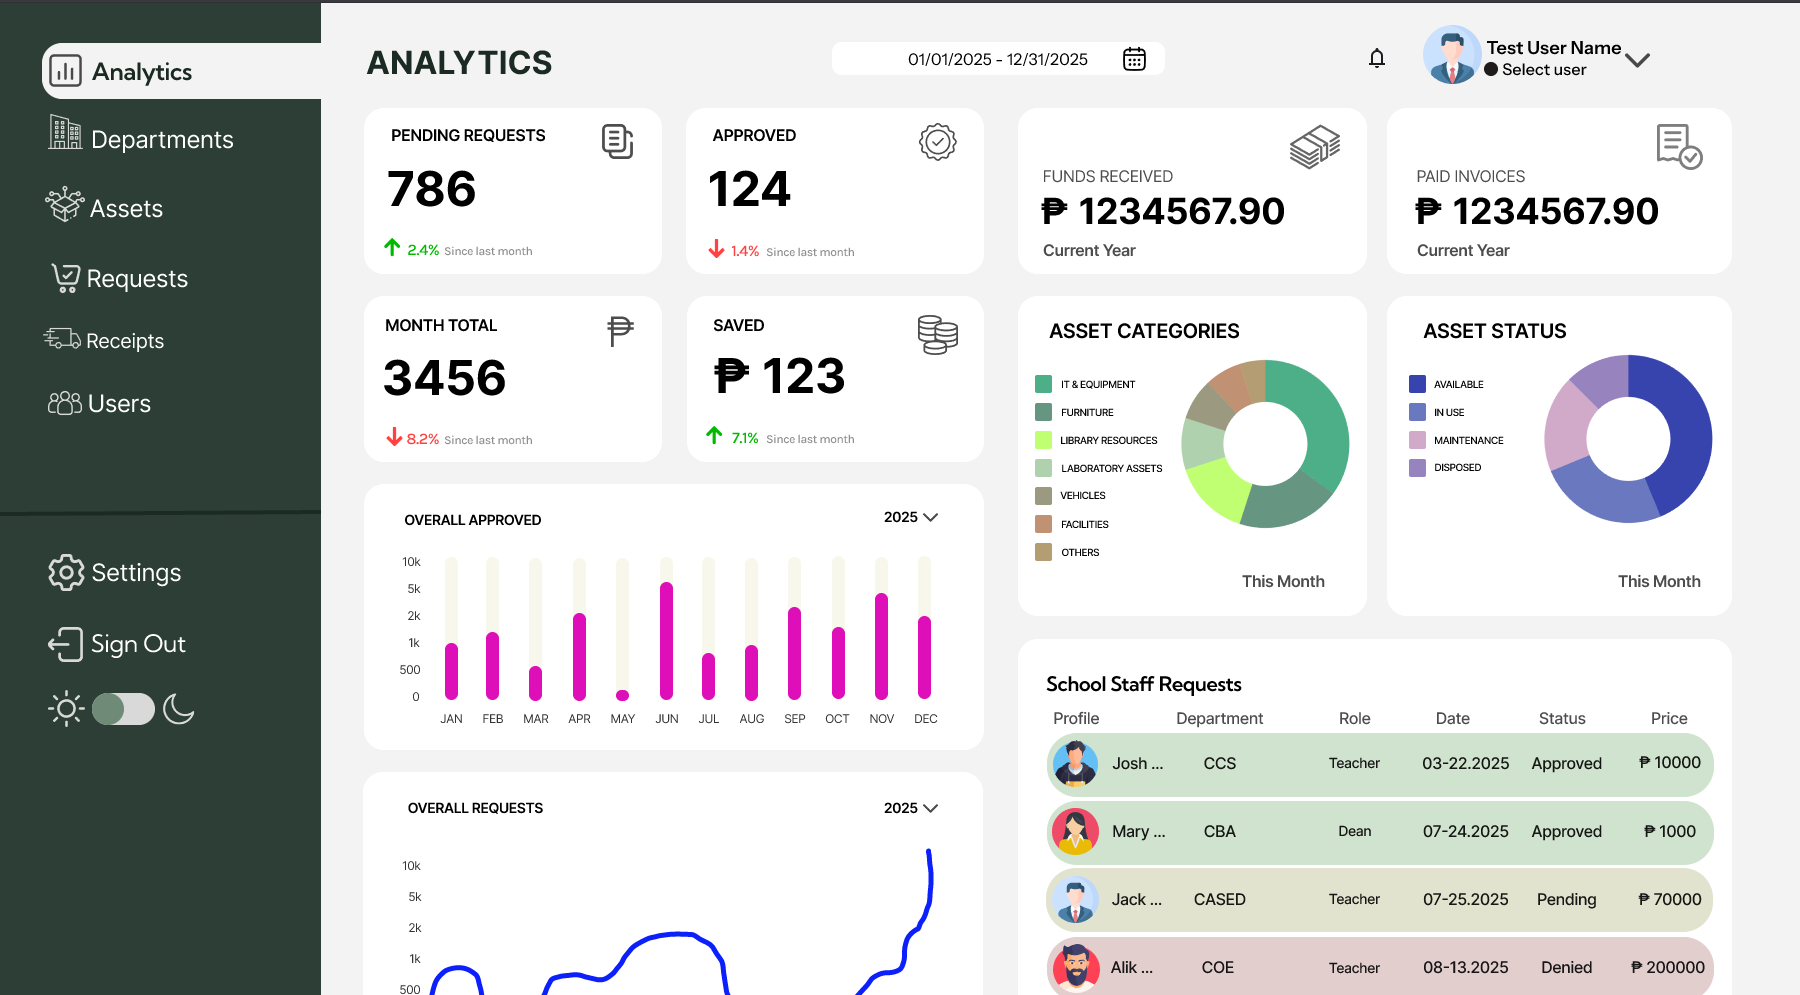 Analytics
Departments
Assets
Requests
Receipts
Users
Settings
Sign Out
ANALYTICS
01/01/2025 - 12/31/2025
Test User Name
Select user
PENDING REQUESTS
786
2.4% Since last month
APPROVED
124
1.4% Since last month
FUNDS RECEIVED
₱ 1234567.90
Current Year
PAID INVOICES
₱ 1234567.90
Current Year
MONTH TOTAL
3456
8.2% Since last month
SAVED
₱ 123
7.1% Since last month
ASSET CATEGORIES
IT & EQUIPMENT
FURNITURE
LIBRARY RESOURCES
LABORATORY ASSETS
VEHICLES
FACILITIES
OTHERS
This Month
ASSET STATUS
AVAILABLE
IN USE
MAINTENANCE
DISPOSED
This Month
OVERALL APPROVED
2025
10k
5k
2k
1k
500
0
JAN FEB MAR APR MAY JUN JUL AUG SEP OCT NOV DEC
OVERALL REQUESTS
2025
10k
5k
2k
1k
500
School Staff Requests
Profile Department Role Date Status Price
Josh ... CCS Teacher 03-22.2025 Approved ₱ 10000
Mary ... CBA Dean 07-24.2025 Approved ₱ 1000
Jack ... CASED Teacher 07-25.2025 Pending ₱ 70000
Alik ... COE Teacher 08-13.2025 Denied ₱ 200000